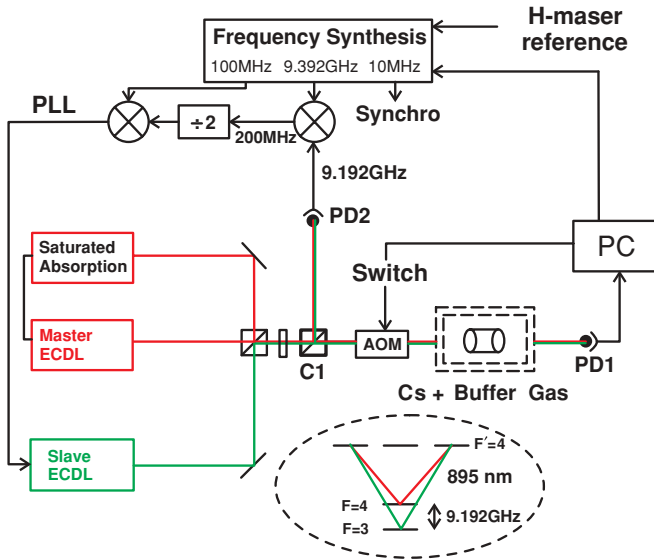 H-maser
reference
Frequency Synthesis
100MHz 9.392GHz 10MHz
PLL
÷2
200MHz
Synchro
9.192GHz
PD2
Saturated
Absorption
Switch
PC
Master
ECDL
C1
AOM
PD1
Cs + Buffer Gas
Slave
ECDL
F'=4
895 nm
F=4
9.192GHz
F=3